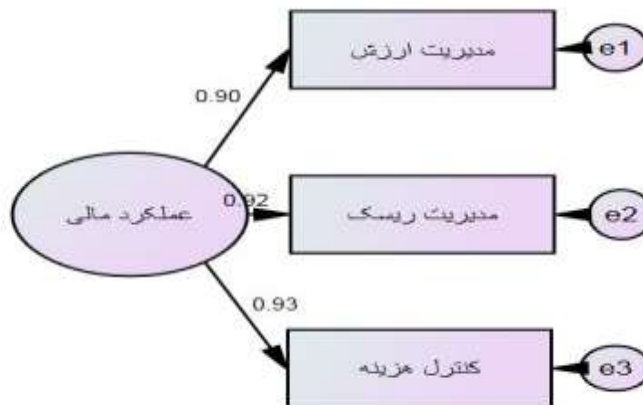 مدیریت ارزش
e1
0.90
عملکرد مالی
0.92
مدیریت ریسک
e2
0.93
کنترل هزینه
e3